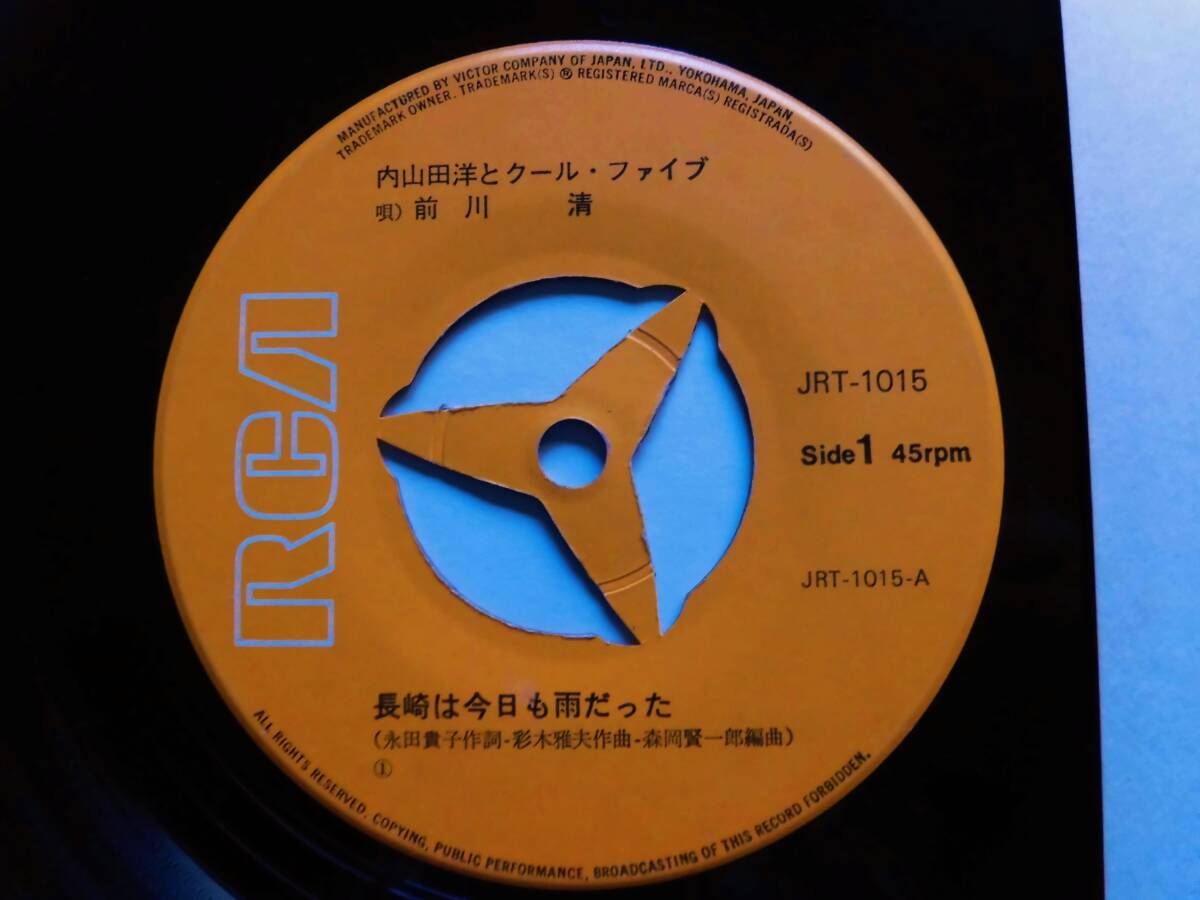 MANUFACTURED BY VICTOR COMPANY OF JAPAN, LTD., YOKOHAMA, JAPAN,
TRADEMARK OWNER. TRADEMARK(S) ® REGISTERED MARCA(S) REGISTRADA(S)
内山田洋とクール・ファイブ
唄）前川 清
RCA
JRT-1015
Side1 45rpm
JRT-1015-A
長崎は今日も雨だった
（永田貴子作詞-彩木雅夫作曲-森岡賢一郎編曲）
①
ALL RIGHTS RESERVED. COPYING, PUBLIC PERFORMANCE, BROADCASTING OF THIS RECORD FORBIDDEN.